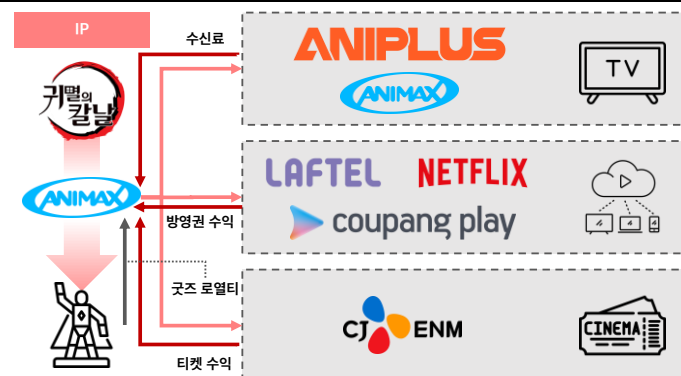 IP
귀멸의
칼날
ANIMAX
수신료
ANIPLUS
ANIMAX
TV
LAFTEL
NETFLIX
coupang play
방영권 수익
굿즈 로열티
CJ ENM
CINEMA
티켓 수익